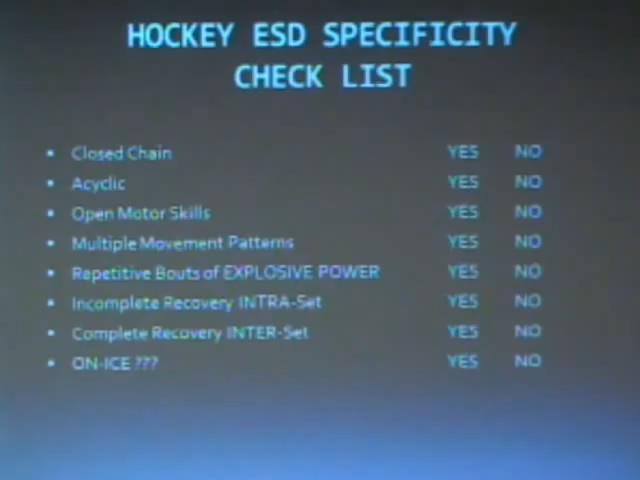 HOCKEY ESD SPECIFICITY
CHECK LIST
• Closed Chain YES NO
• Acyclic YES NO
• Open Motor Skills YES NO
• Multiple Movement Patterns YES NO
• Repetitive Bouts of EXPLOSIVE POWER YES NO
• Incomplete Recovery INTRA-Set YES NO
• Complete Recovery INTER-Set YES NO
• ON-ICE ??? YES NO